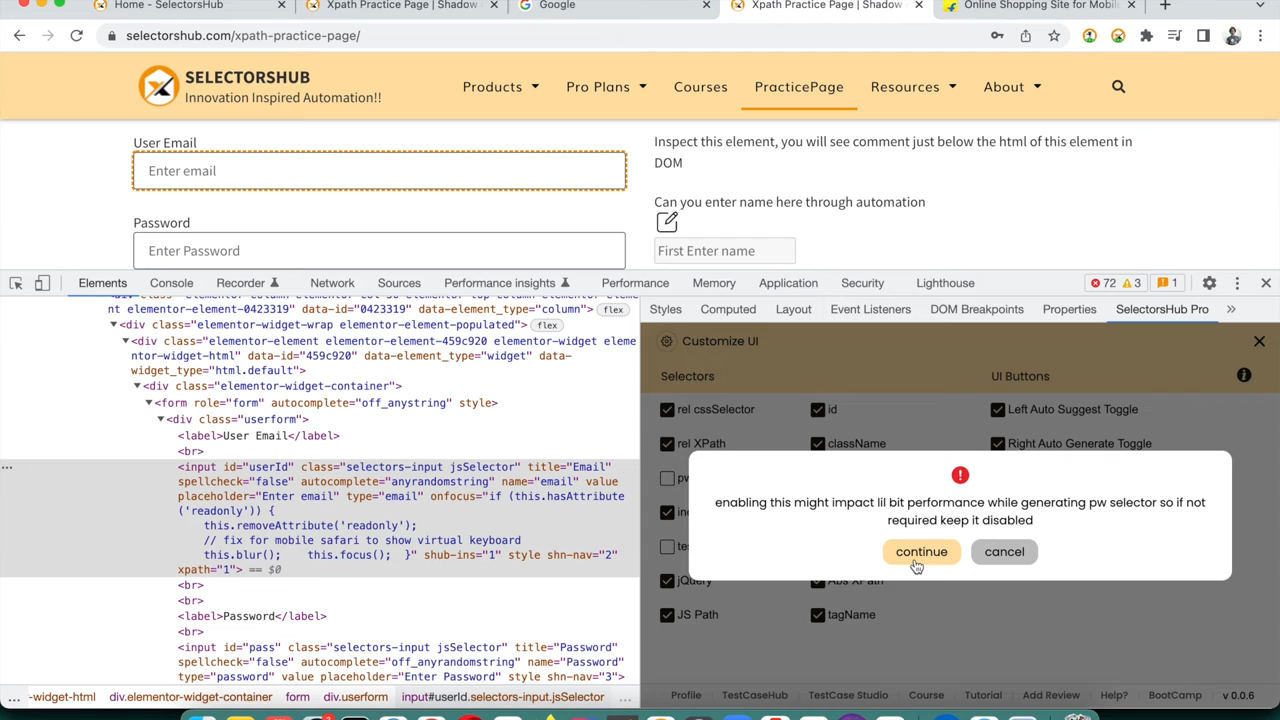 Home - SelectorsHub
Xpath Practice Page | Shadow
Google
Xpath Practice Page | Shadow
Online Shopping Site for Mobil
selectorshub.com/xpath-practice-page/
SELECTORSHUB
Innovation Inspired Automation!!
Products Pro Plans Courses PracticePage Resources About
User Email
Enter email
Password
Enter Password
Inspect this element, you will see comment just below the html of this element in
DOM
Can you enter name here through automation
First Enter name
Elements Console Recorder Network Sources Performance insights Performance Memory Application Security Lighthouse 72 3 1
nt elementor-element-0423319" data-id="0423319" data-element_type="column"> flex
<div class="elementor-widget-wrap elementor-element-populated"> flex
<div class="elementor-element elementor-element-459c920 elementor-widget eleme
ntor-widget-html" data-id="459c920" data-element_type="widget" data-
widget_type="html.default">
<div class="elementor-widget-container">
<form role="form" autocomplete="off_anystring" style>
<div class="userform">
<label>User Email</label>
<br>
<input id="userId" class="selectors-input jsSelector" title="Email"
spellcheck="false" autocomplete="anyrandomstring" name="email" value
placeholder="Enter email" type="email" onfocus="if (this.hasAttribute
('readonly')) {
this.removeAttribute('readonly');
// fix for mobile safari to show virtual keyboard
this.blur(); this.focus(); }" shub-ins="1" style shn-nav="2"
xpath="1"> == $0
<br>
<br>
<label>Password</label>
<br>
<input id="pass" class="selectors-input jsSelector" title="Password"
spellcheck="false" autocomplete="off_anyrandomstring" name="Password"
type="password" value placeholder="Enter Password" style shn-nav="3">
... -widget-html div.elementor-widget-container form div.userform input#userId.selectors-input.jsSelector ...
Styles Computed Layout Event Listeners DOM Breakpoints Properties SelectorsHub Pro
Customize UI
Selectors
UI Buttons
rel cssSelector id Left Auto Suggest Toggle
rel XPath className Right Auto Generate Toggle
enabling this might impact lil bit performance while generating pw selector so if not
required keep it disabled
continue cancel
jQuery Abs XPath
JS Path tagName
Profile TestCaseHub TestCase Studio Course Tutorial Add Review Help? BootCamp v 0.0.6